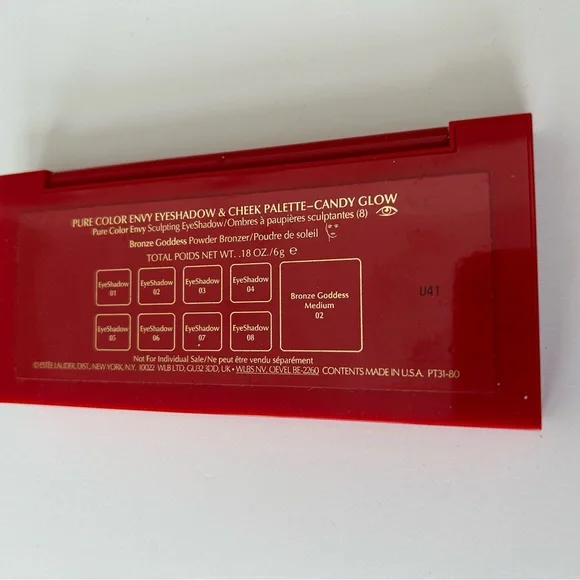 PURE COLOR ENVY EYESHADOW & CHEEK PALETTE–CANDY GLOW
Pure Color Envy Sculpting EyeShadow/Ombres à paupières sculptantes (8)
Bronze Goddess Powder Bronzer/Poudre de soleil
TOTAL POIDS NET WT. .18 OZ./6g e
EyeShadow 01
EyeShadow 02
EyeShadow 03
EyeShadow 04
Bronze Goddess
Medium
02
U41
EyeShadow 05
EyeShadow 06
EyeShadow 07
EyeShadow 08
Not For Individual Sale/Ne peut être vendu séparément
©ESTĒE LAUDER, DIST., NEW YORK, N.Y. 10022 WLB LTD, GU32 3DD, UK • WLBS NV. OEVEL BE-2260 CONTENTS MADE IN U.S.A. PT31-80